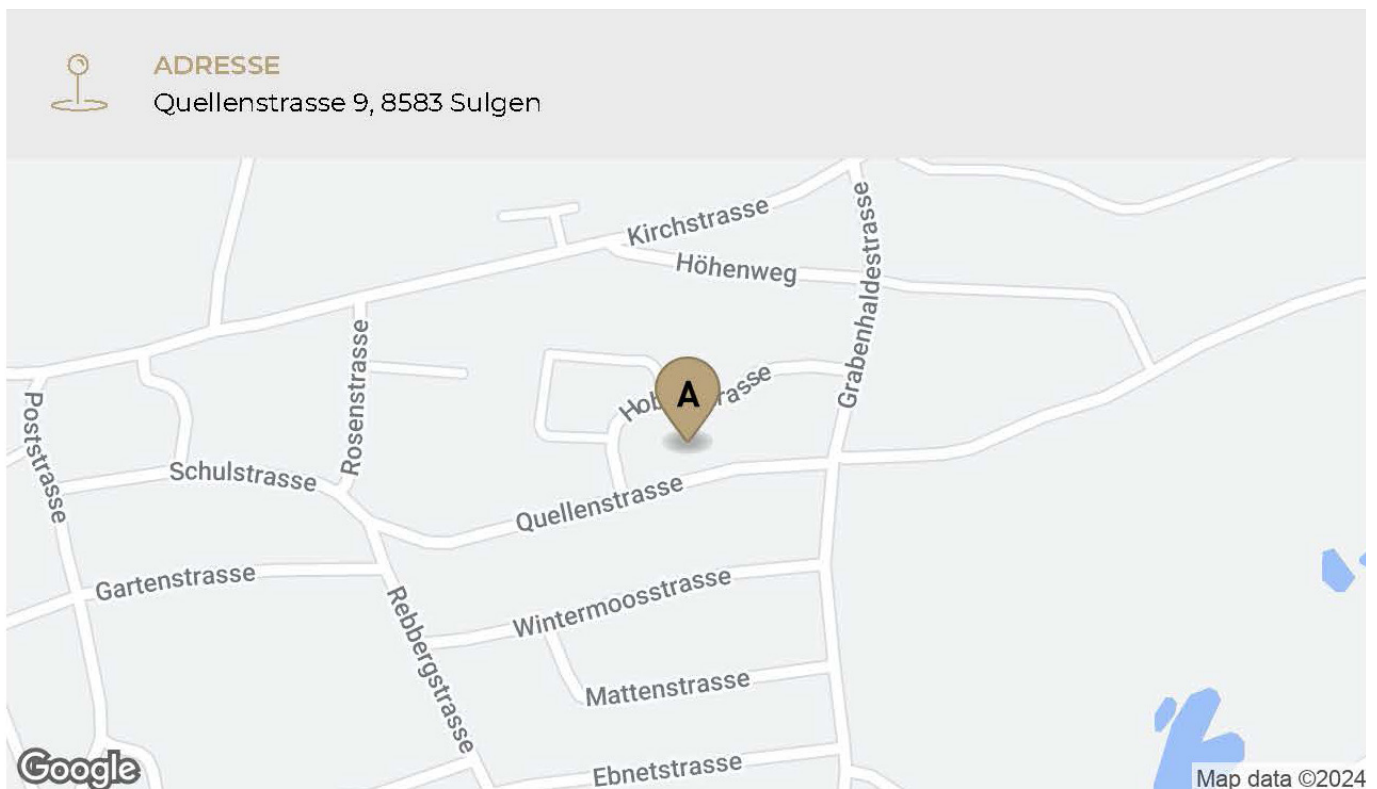 ADRESSE
Quellenstrasse 9, 8583 Sulgen
Kirchstrasse
Höhenweg
Grabenhaldestrasse
Rosenstrasse
A
Poststrasse
Schulstrasse
Quellenstrasse
Gartenstrasse
Wintermoosstrasse
Rebbergstrasse
Mattenstrasse
Ebnetstrasse
Google
Map data ©2024